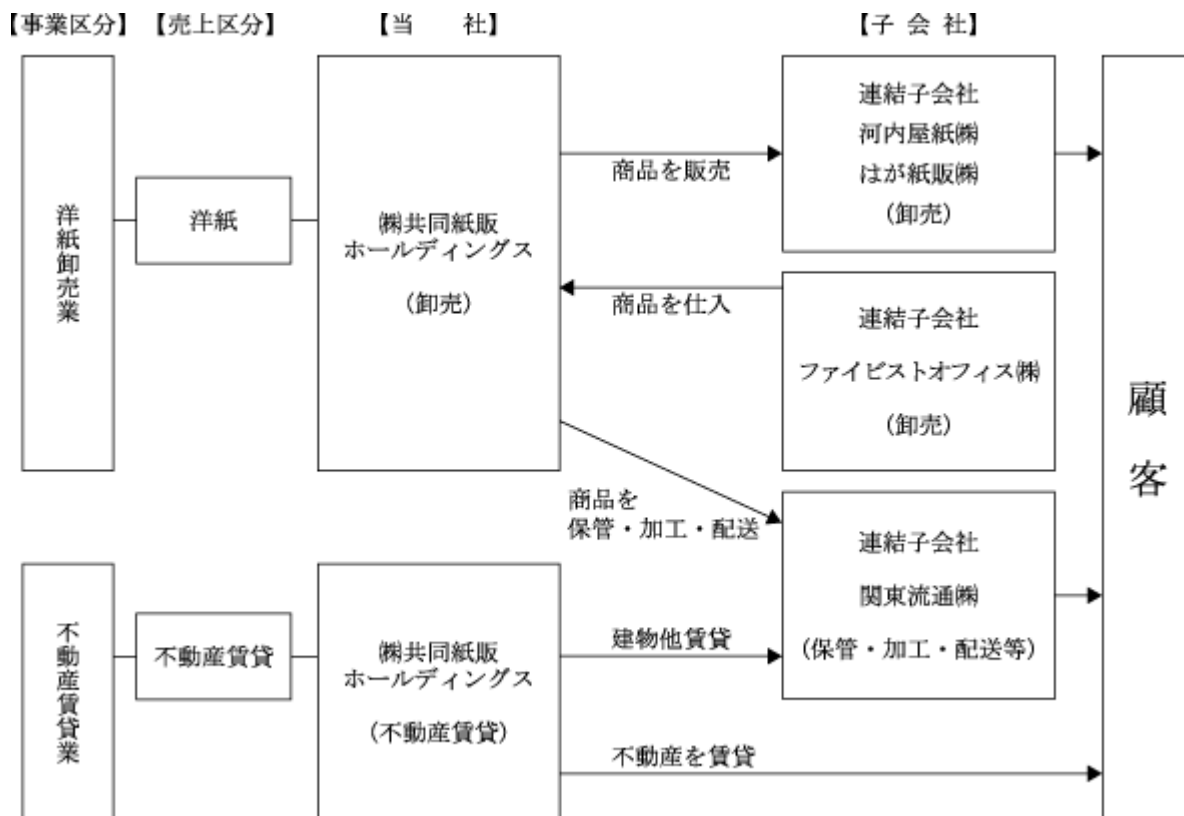 【事業区分】【売上区分】 【当 社】 【子 会 社】
洋紙卸売業
洋紙
㈱共同紙販
ホールディングス
(卸売)
商品を販売
連結子会社
河内屋紙㈱
はが紙販㈱
(卸売)
商品を仕入
連結子会社
ファイビストオフィス㈱
(卸売)
商品を
保管・加工・配送
連結子会社
関東流通㈱
(保管・加工・配送等)
不動産賃貸業
不動産賃貸
㈱共同紙販
ホールディングス
(不動産賃貸)
建物他賃貸
不動産を賃貸
顧客